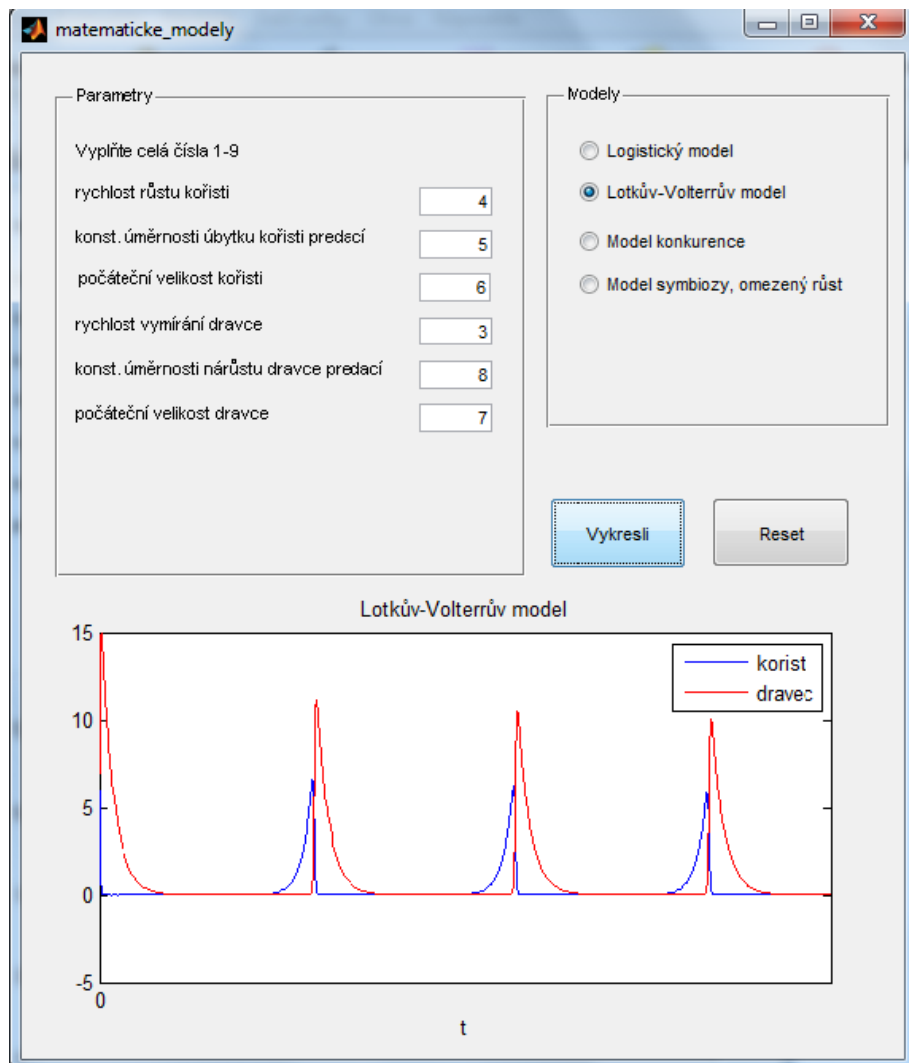 matematicke_modely
Parametry
Vyplňte celá čísla 1-9
rychlost růstu kořisti
4
konst. úměrnosti úbytku kořisti predací
5
počáteční velikost kořisti
6
rychlost vymírání dravce
3
konst. úměrnosti nárůstu dravce predací
8
počáteční velikost dravce
7
Modely
Logistický model
Lotkův-Volterrův model
Model konkurence
Model symbiozy, omezený růst
Vykresli
Reset
Lotkův-Volterrův model
15
10
5
0
-5
0
t
korist
dravec